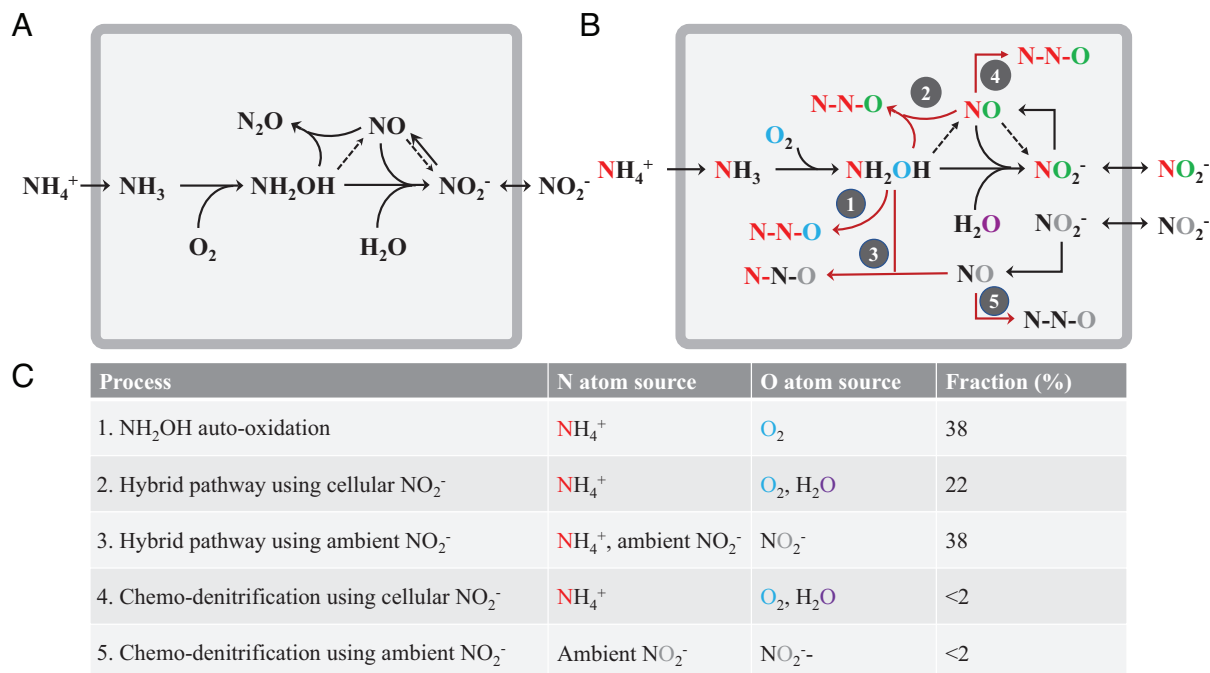 A
N₂O
NO
NH₄⁺
NH₃
NH₂OH
NO₂⁻
NO₂⁻
O₂
H₂O
B
N-N-O
4
2
N-N-O
NO
O₂
NH₄⁺
NH₃
NH₂OH
NO₂⁻
NO₂⁻
1
H₂O
NO₂⁻
NO₂⁻
N-N-O
3
N-N-O
NO
5
N-N-O
C
Process N atom source O atom source Fraction (%)
1. NH₂OH auto-oxidation NH₄⁺ O₂ 38
2. Hybrid pathway using cellular NO₂⁻ NH₄⁺ O₂, H₂O 22
3. Hybrid pathway using ambient NO₂⁻ NH₄⁺, ambient NO₂⁻ NO₂⁻ 38
4. Chemo-denitrification using cellular NO₂⁻ NH₄⁺ O₂, H₂O <2
5. Chemo-denitrification using ambient NO₂⁻ Ambient NO₂⁻ NO₂⁻- <2